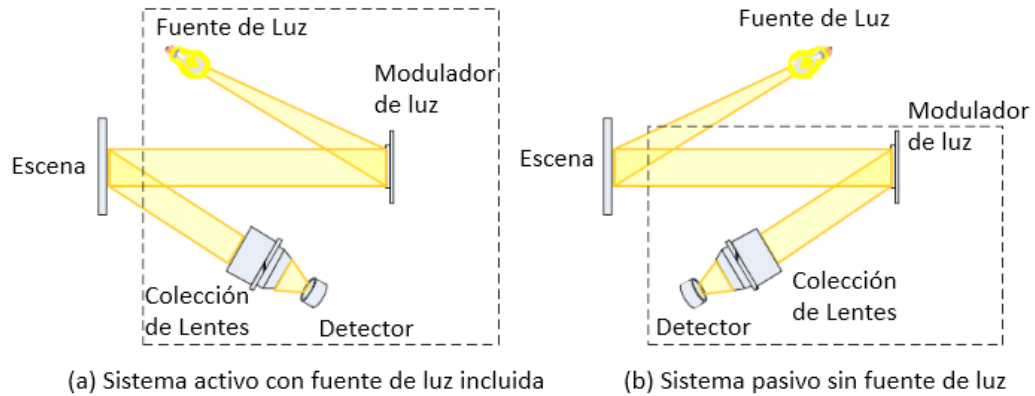 Fuente de Luz
Modulador
de luz
Escena
Colección
de Lentes
Detector
(a) Sistema activo con fuente de luz incluida
Fuente de Luz
Modulador
de luz
Escena
Colección
de Lentes
Detector
(b) Sistema pasivo sin fuente de luz